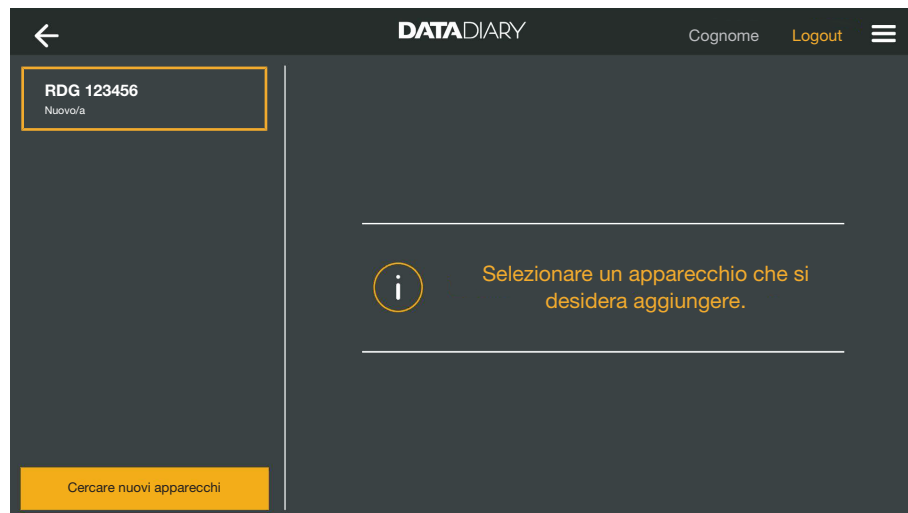 DATADIARY
Cognome
Logout
RDG 123456
Nuovo/a
i
Selezionare un apparecchio che si
desidera aggiungere.
Cercare nuovi apparecchi